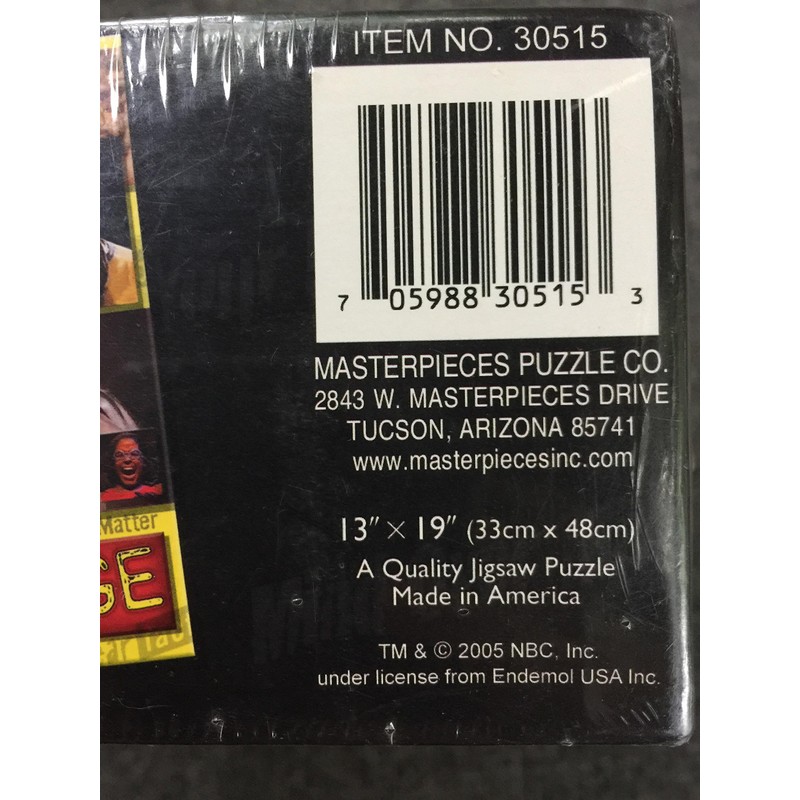 ITEM NO. 30515
7 05988 30515 3
MASTERPIECES PUZZLE CO.
2843 W. MASTERPIECES DRIVE
TUCSON, ARIZONA 85741
www.masterpiecesinc.com
13" × 19" (33cm x 48cm)
A Quality Jigsaw Puzzle
Made in America
TM & © 2005 NBC, Inc.
under license from Endemol USA Inc.
Matter
GE